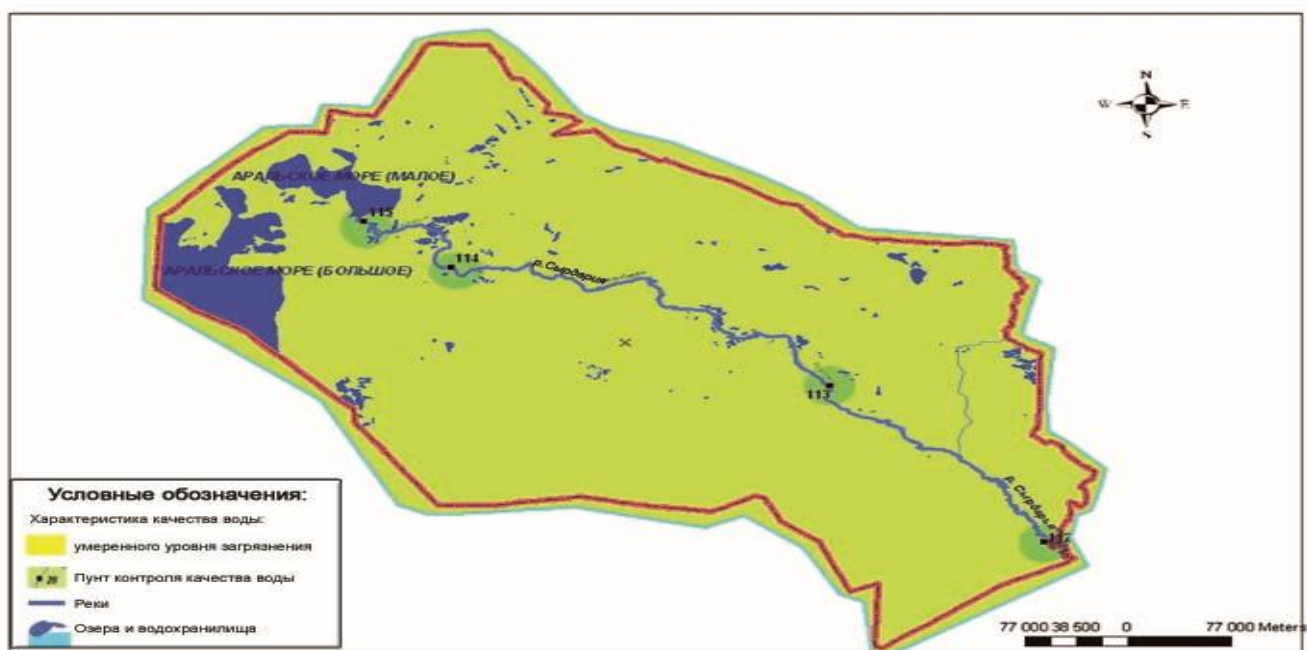 N
W E
S
АРАЛЬСКОЕ МОРЕ (МАЛОЕ)
115
АРАЛЬСКОЕ МОРЕ (БОЛЬШОЕ)
114
р.Сырдария
113
р. Сырдарья
Условные обозначения:
Характеристика качества воды:
умеренного уровня загрязнения
Пунт контроля качества воды
Реки
Озера и водохранилища
77 000 38 500 0 77 000 Meters